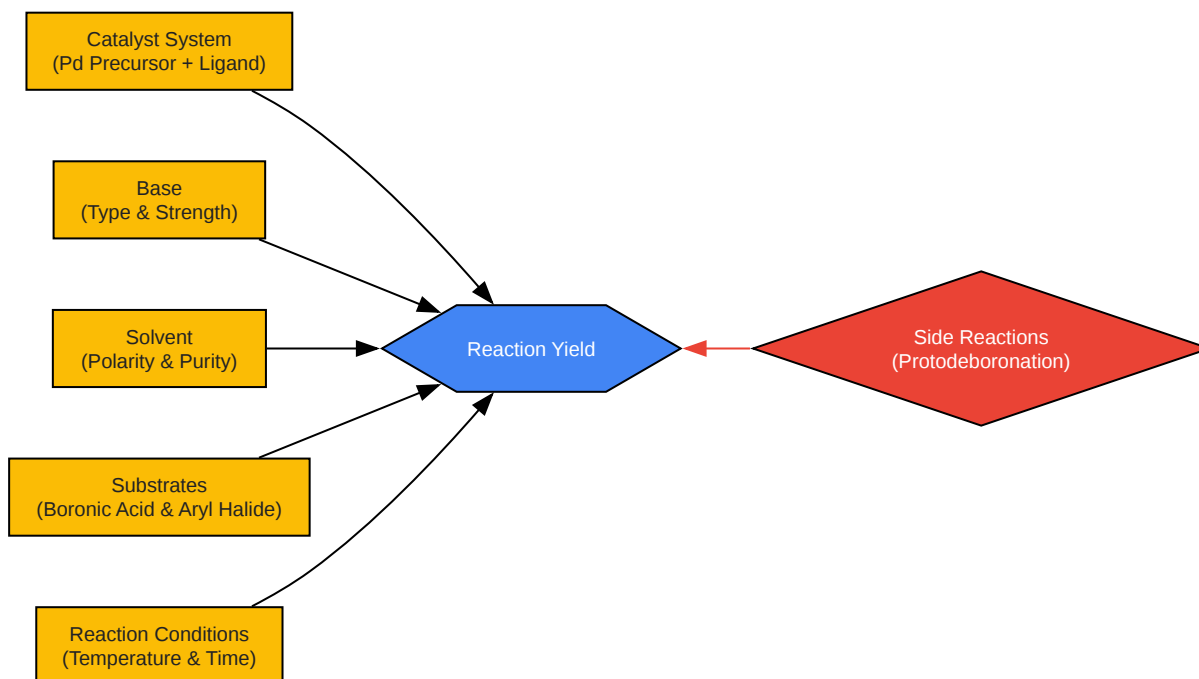 Catalyst System
(Pd Precursor + Ligand)
Base
(Type & Strength)
Solvent
(Polarity & Purity)
Reaction Yield
Side Reactions
(Protodeboronation)
Substrates
(Boronic Acid & Aryl Halide)
Reaction Conditions
(Temperature & Time)